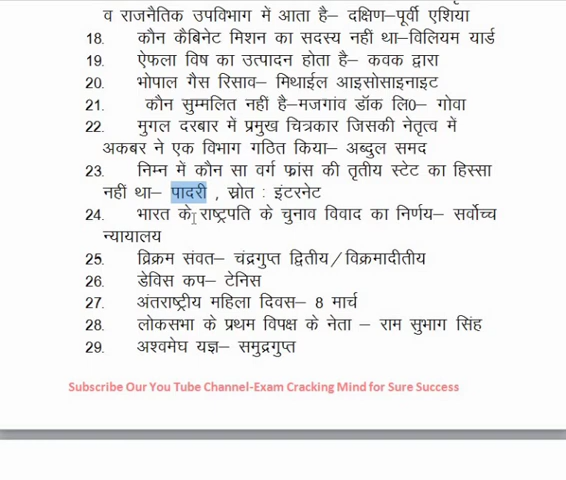 व राजनैतिक उपविभाग में आता है– दक्षिण–पूर्वी एशिया
18. कौन कैबिनेट मिशन का सदस्य नहीं था–विलियम यार्ड
19. ऐफला विष का उत्पादन होता है– कवक द्वारा
20. भोपाल गैस रिसाव– मिथाईल आइसोसाइनाइट
21. कौन सुम्मलित नहीं है–मजगांव डॉक लि0– गोवा
22. मुगल दरबार में प्रमुख चित्रकार जिसकी नेतृत्व में
अकबर ने एक विभाग गठित किया– अब्दुल समद
23. निम्न में कौन सा वर्ग फ्रांस की तृतीय स्टेट का हिस्सा
नहीं था– पादरी , स्रोत : इंटरनेट
24. भारत के राष्ट्रपति के चुनाव विवाद का निर्णय– सर्वोच्च
न्यायालय
25. विक्रम संवत– चंद्रगुप्त द्वितीय/विक्रमादीतीय
26. डेविस कप– टेनिस
27. अंतराष्ट्रीय महिला दिवस– 8 मार्च
28. लोकसभा के प्रथम विपक्ष के नेता – राम सुभाग सिंह
29. अश्वमेघ यज्ञ– समुद्रगुप्त
Subscribe Our You Tube Channel-Exam Cracking Mind for Sure Success